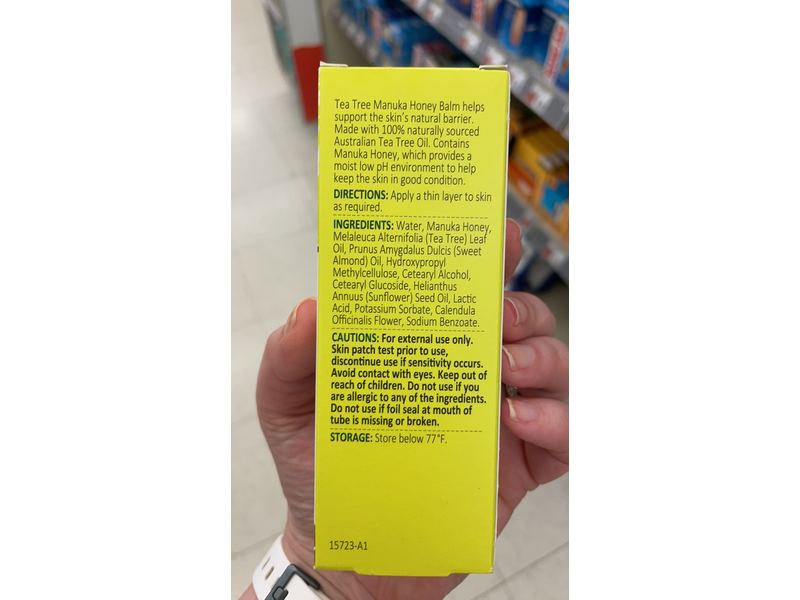 Tea Tree Manuka Honey Balm helps
support the skin's natural barrier.
Made with 100% naturally sourced
Australian Tea Tree Oil. Contains
Manuka Honey, which provides a
moist low pH environment to help
keep the skin in good condition.
DIRECTIONS: Apply a thin layer to skin
as required.
INGREDIENTS: Water, Manuka Honey,
Melaleuca Alternifolia (Tea Tree) Leaf
Oil, Prunus Amygdalus Dulcis (Sweet
Almond) Oil, Hydroxypropyl
Methylcellulose, Cetearyl Alcohol,
Cetearyl Glucoside, Helianthus
Annuus (Sunflower) Seed Oil, Lactic
Acid, Potassium Sorbate, Calendula
Officinalis Flower, Sodium Benzoate.
CAUTIONS: For external use only.
Skin patch test prior to use,
discontinue use if sensitivity occurs.
Avoid contact with eyes. Keep out of
reach of children. Do not use if you
are allergic to any of the ingredients.
Do not use if foil seal at mouth of
tube is missing or broken.
STORAGE: Store below 77°F.
15723-A1